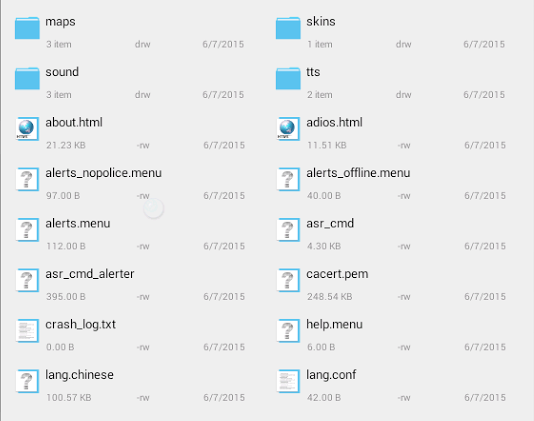 maps skins
3 item drw 6/7/2015 1 item drw 6/7/2015
sound tts
3 item drw 6/7/2015 2 item drw 6/7/2015
about.html adios.html
21.23 KB -rw 6/7/2015 11.51 KB -rw 6/7/2015
alerts_nopolice.menu alerts_offline.menu
97.00 B -rw 6/7/2015 40.00 B -rw 6/7/2015
alerts.menu asr_cmd
112.00 B -rw 6/7/2015 4.30 KB -rw 6/7/2015
asr_cmd_alerter cacert.pem
395.00 B -rw 6/7/2015 248.54 KB -rw 6/7/2015
crash_log.txt help.menu
0.00 B -rw 6/7/2015 6.00 B -rw 6/7/2015
lang.chinese lang.conf
100.57 KB -rw 6/7/2015 42.00 B -rw 6/7/2015